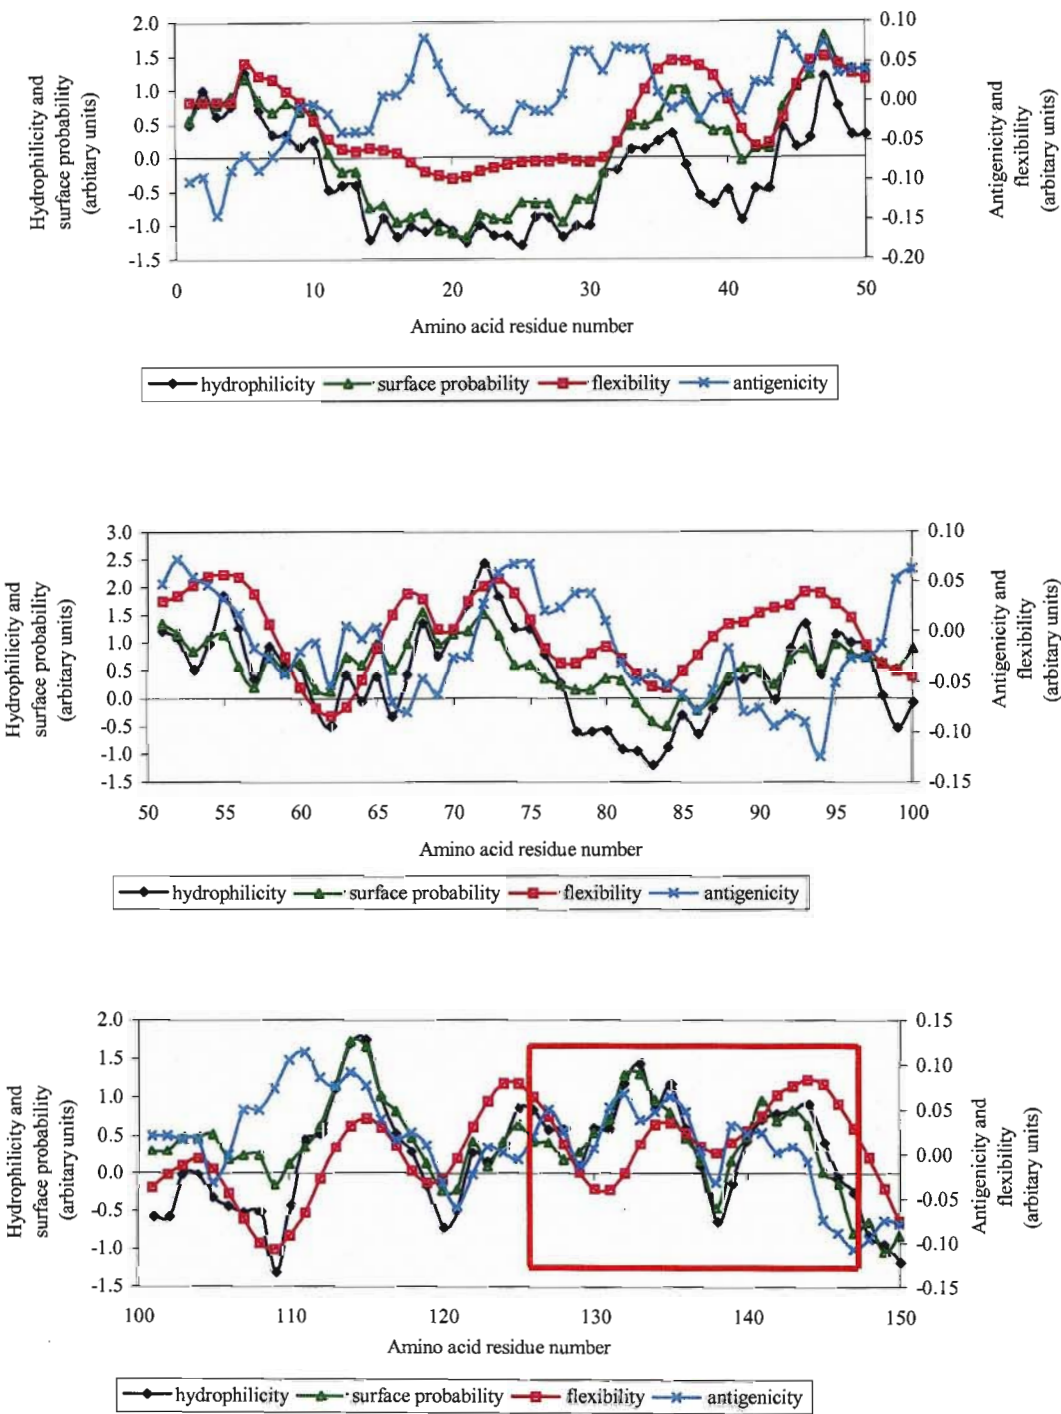 2.0
1.5
1.0
0.5
0.0
-0.5
-1.0
-1.5
Hydrophilicity and
surface probability
(arbitrary units)
0.10
0.05
0.00
-0.05
-0.10
-0.15
-0.20
Antigenicity and
flexibility
(arbitrary units)
0 10 20 30 40 50
Amino acid residue number
hydrophilicity surface probability flexibility antigenicity
3.0
2.5
2.0
1.5
1.0
0.5
0.0
-0.5
-1.0
-1.5
Hydrophilicity and
surface probability
(arbitrary units)
0.10
0.05
0.00
-0.05
-0.10
-0.15
Antigenicity and
flexibility
(arbitrary units)
50 55 60 65 70 75 80 85 90 95 100
Amino acid residue number
hydrophilicity surface probability flexibility antigenicity
2.0
1.5
1.0
0.5
0.0
-0.5
-1.0
-1.5
Hydrophilicity and
surface probability
(arbitrary units)
0.15
0.10
0.05
0.00
-0.05
-0.10
-0.15
Antigenicity and
flexibility
(arbitrary units)
100 110 120 130 140 150
Amino acid residue number
hydrophilicity surface probability flexibility antigenicity